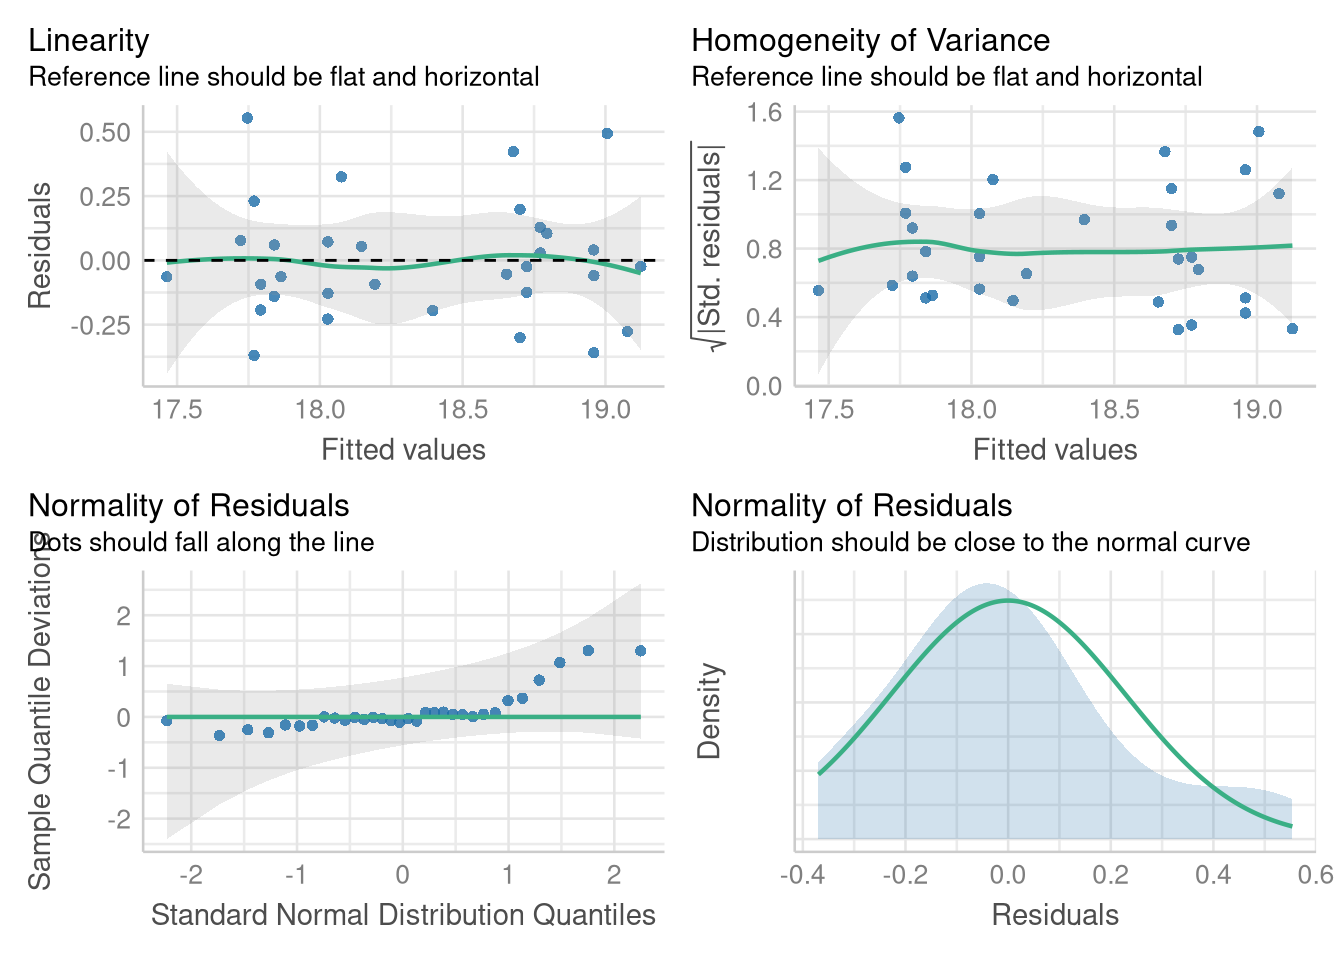 Linearity
Reference line should be flat and horizontal
0.50
0.25
0.00
-0.25
Residuals
17.5 18.0 18.5 19.0
Fitted values
Homogeneity of Variance
Reference line should be flat and horizontal
1.6
1.2
0.8
0.4
0.0
√|Std. residuals|
17.5 18.0 18.5 19.0
Fitted values
Normality of Residuals
Dots should fall along the line
2
1
0
-1
-2
Sample Quantile Deviations
-2 -1 0 1 2
Standard Normal Distribution Quantiles
Normality of Residuals
Distribution should be close to the normal curve
Density
-0.4 -0.2 0.0 0.2 0.4 0.6
Residuals